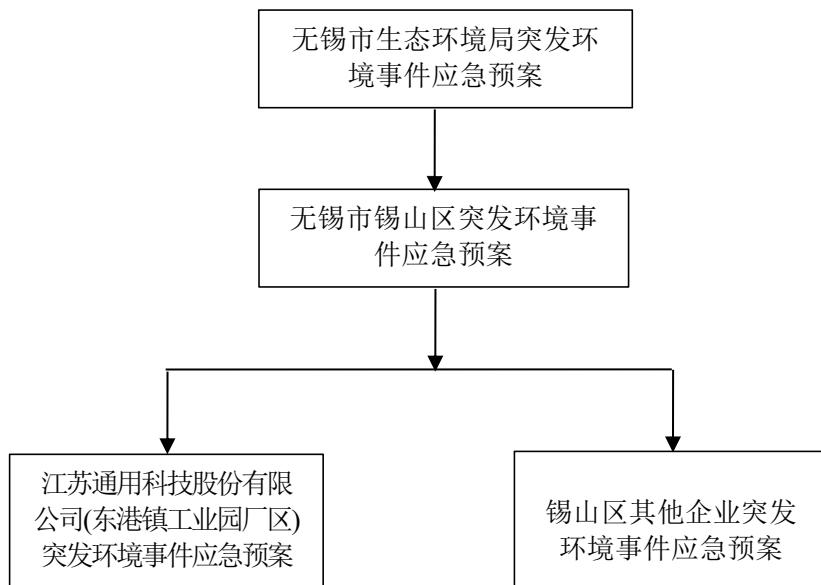 无锡市生态环境局突发环
境事件应急预案
无锡市锡山区突发环境事
件应急预案
江苏通用科技股份有限
公司(东港镇工业园厂区)
突发环境事件应急预案
锡山区其他企业突发
环境事件应急预案